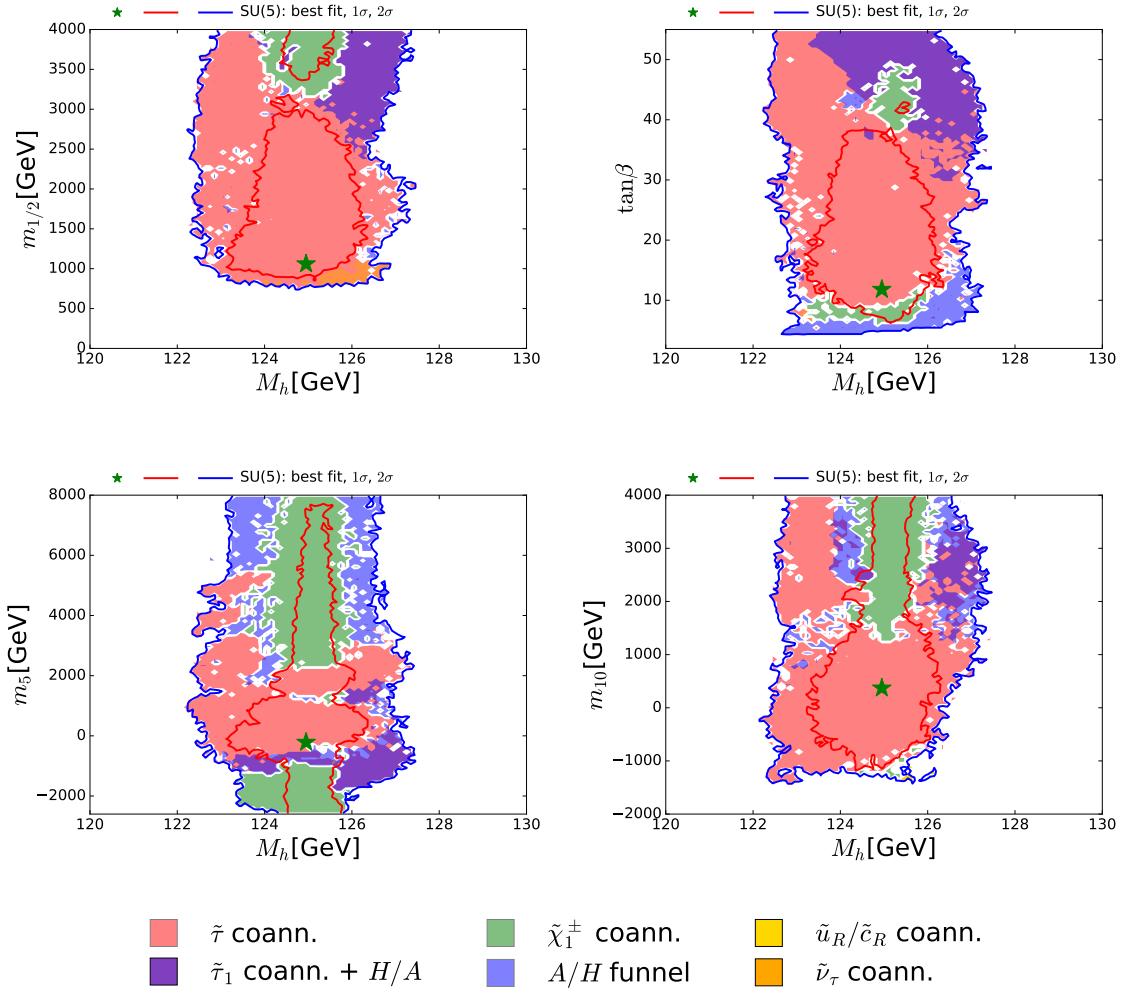 SU(5): best fit, 1σ, 2σ
4000
3500
3000
2500
2000
1500
1000
500
0
m₁/₂[GeV]
120 122 124 126 128 130
Mₕ[GeV]
SU(5): best fit, 1σ, 2σ
50
40
30
20
10
tanβ
120 122 124 126 128 130
Mₕ[GeV]
SU(5): best fit, 1σ, 2σ
8000
6000
4000
2000
0
−2000
m₅[GeV]
120 122 124 126 128 130
Mₕ[GeV]
SU(5): best fit, 1σ, 2σ
4000
3000
2000
1000
0
−1000
−2000
m₁₀[GeV]
120 122 124 126 128 130
Mₕ[GeV]
τ̃ coann.
χ̃₁± coann.
ũ_R/c̃_R coann.
τ̃₁ coann. + H/A
A/H funnel
ν̃_τ coann.